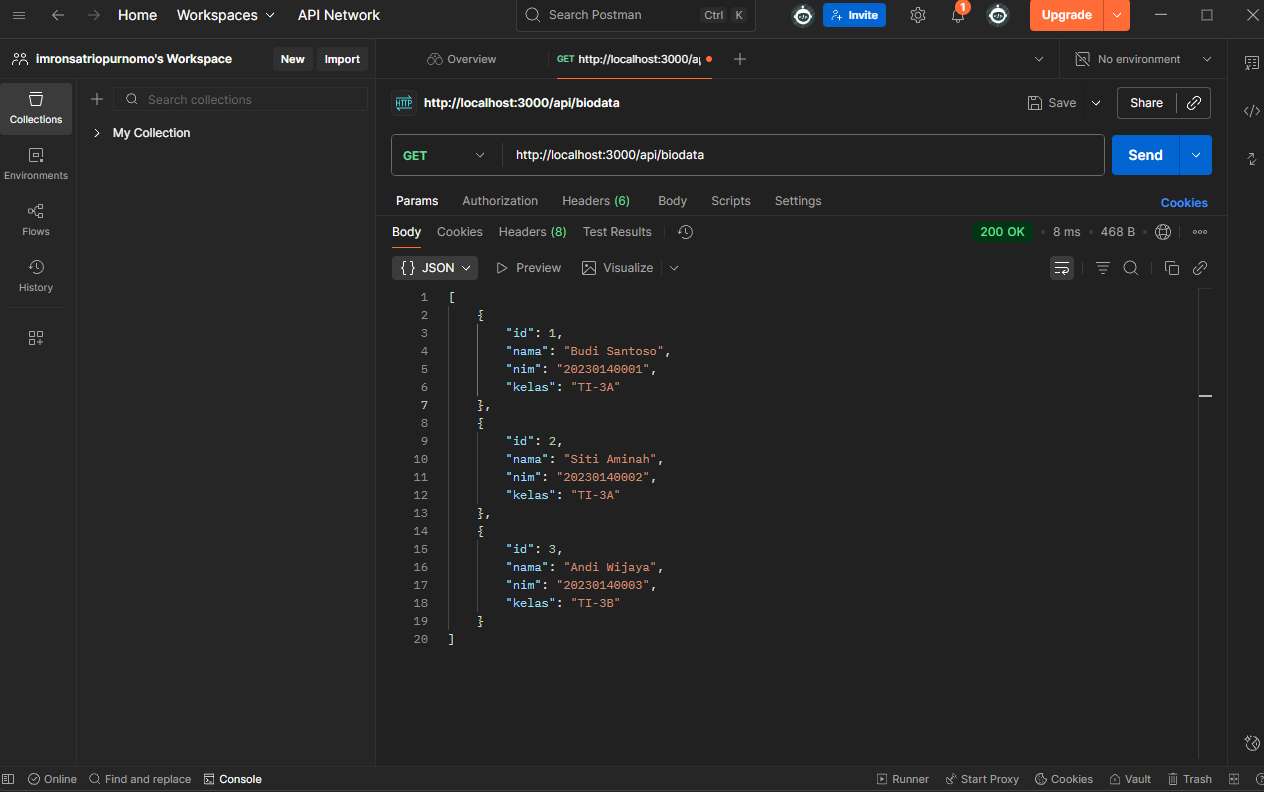 Home Workspaces API Network Search Postman Ctrl K Invite 1 Upgrade
imronsatriopurnomo's Workspace New Import Overview GET http://localhost:3000/a No environment
Collections
Search collections
My Collection
Environments
Flows
History
HTTP http://localhost:3000/api/biodata Save Share
GET http://localhost:3000/api/biodata Send
Params Authorization Headers (6) Body Scripts Settings Cookies
Body Cookies Headers (8) Test Results 200 OK 8 ms 468 B
{} JSON Preview Visualize
1 [
2 {
3 "id": 1,
4 "nama": "Budi Santoso",
5 "nim": "20230140001",
6 "kelas": "TI-3A"
7 },
8 {
9 "id": 2,
10 "nama": "Siti Aminah",
11 "nim": "20230140002",
12 "kelas": "TI-3A"
13 },
14 {
15 "id": 3,
16 "nama": "Andi Wijaya",
17 "nim": "20230140003",
18 "kelas": "TI-3B"
19 }
20 ]
Online Find and replace Console Runner Start Proxy Cookies Vault Trash